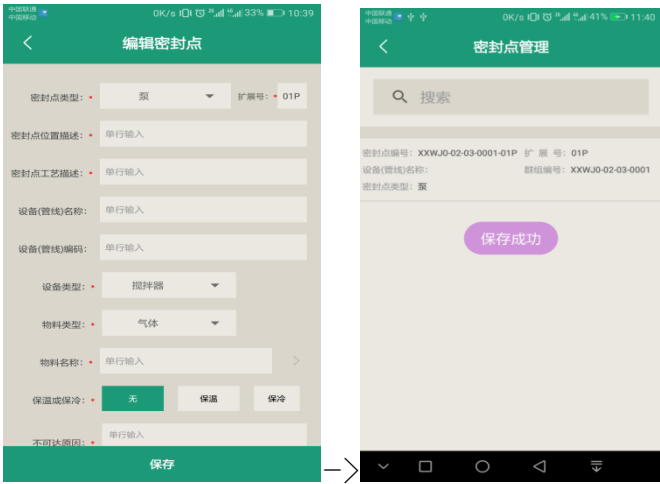 中国联通
中国移动
0K/s 33% 10:39
编辑密封点
密封点类型: • 泵 扩展号: • 01P
密封点位置描述: • 单行输入
密封点工艺描述: • 单行输入
设备(管线)名称: 单行输入
设备(管线)编码: 单行输入
设备类型: • 搅拌器
物料类型: • 气体
物料名称: • 单行输入
保温或保冷: • 无 保温 保冷
不可达原因: • 单行输入
保存
中国联通
中国移动
0K/s 41% 11:40
密封点管理
搜索
密封点编号: XXWJ0-02-03-0001-01P 扩 展 号: 01P
设备(管线)名称: 群组编号: XXWJ0-02-03-0001
密封点类型: 泵
保存成功